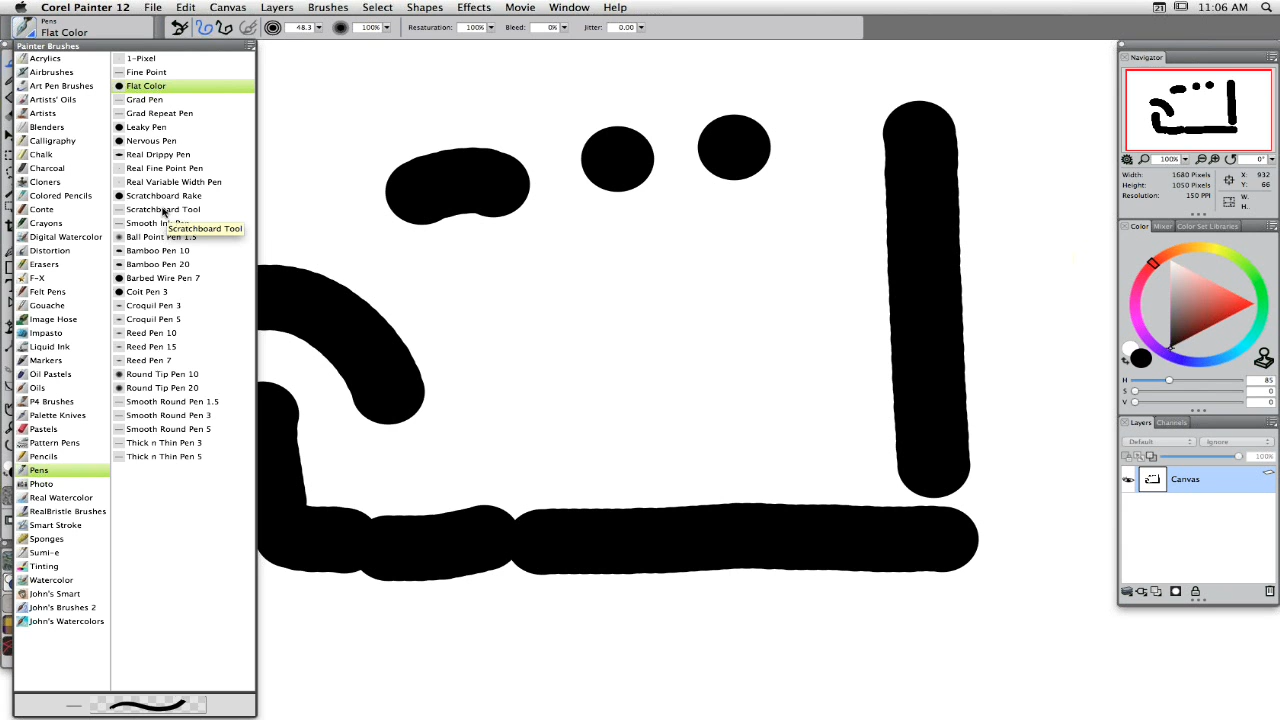 Corel Painter 12 File Edit Canvas Layers Brushes Select Shapes Effects Movie Window Help 21 11:06 AM
Pens
Flat Color
48.3 100% Resaturation: 100% Bleed: 0% Jitter: 0.00
Painter Brushes
Acrylics
Airbrushes
Art Pen Brushes
Artists' Oils
Artists
Blenders
Calligraphy
Chalk
Charcoal
Cloners
Colored Pencils
Conte
Crayons
Digital Watercolor
Distortion
Erasers
F-X
Felt Pens
Gouache
Image Hose
Impasto
Liquid Ink
Markers
Oil Pastels
Oils
P4 Brushes
Palette Knives
Pastels
Pattern Pens
Pencils
Pens
Photo
Real Watercolor
RealBristle Brushes
Smart Stroke
Sponges
Sumi-e
Tinting
Watercolor
John's Smart
John's Brushes 2
John's Watercolors
1-Pixel
Fine Point
Flat Color
Grad Pen
Grad Repeat Pen
Leaky Pen
Nervous Pen
Real Drippy Pen
Real Fine Point Pen
Real Variable Width Pen
Scratchboard Rake
Scratchboard Tool
Smooth Ink Pen
Scratchboard Tool
Ball Point Pen 1.5
Bamboo Pen 10
Bamboo Pen 20
Barbed Wire Pen 7
Coit Pen 3
Croquil Pen 3
Croquil Pen 5
Reed Pen 10
Reed Pen 15
Reed Pen 7
Round Tip Pen 10
Round Tip Pen 20
Smooth Round Pen 1.5
Smooth Round Pen 3
Smooth Round Pen 5
Thick n Thin Pen 3
Thick n Thin Pen 5
Navigator
100% 0°
Width: 1680 Pixels X: 932
Height: 1050 Pixels Y: 66
Resolution: 150 PPI W:
H:
Color Mixer Color Set Libraries
H 85
S 0
V 0
Layers Channels
Default Ignore
100%
Canvas